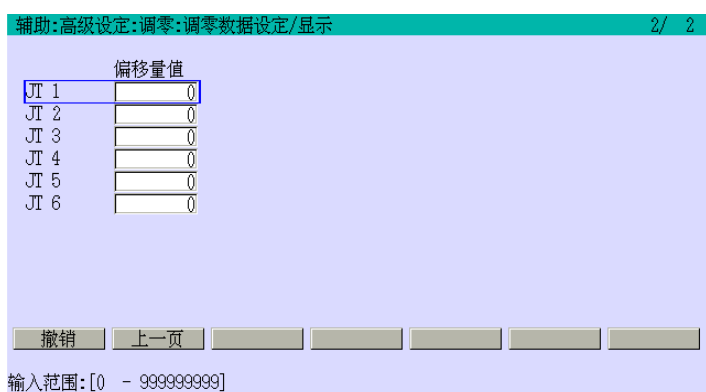 辅助:高级设定:调零:调零数据设定/显示 2/ 2
偏移量值
JT 1 0
JT 2 0
JT 3 0
JT 4 0
JT 5 0
JT 6 0
撤销 上一页
输入范围:[0 - 999999999]